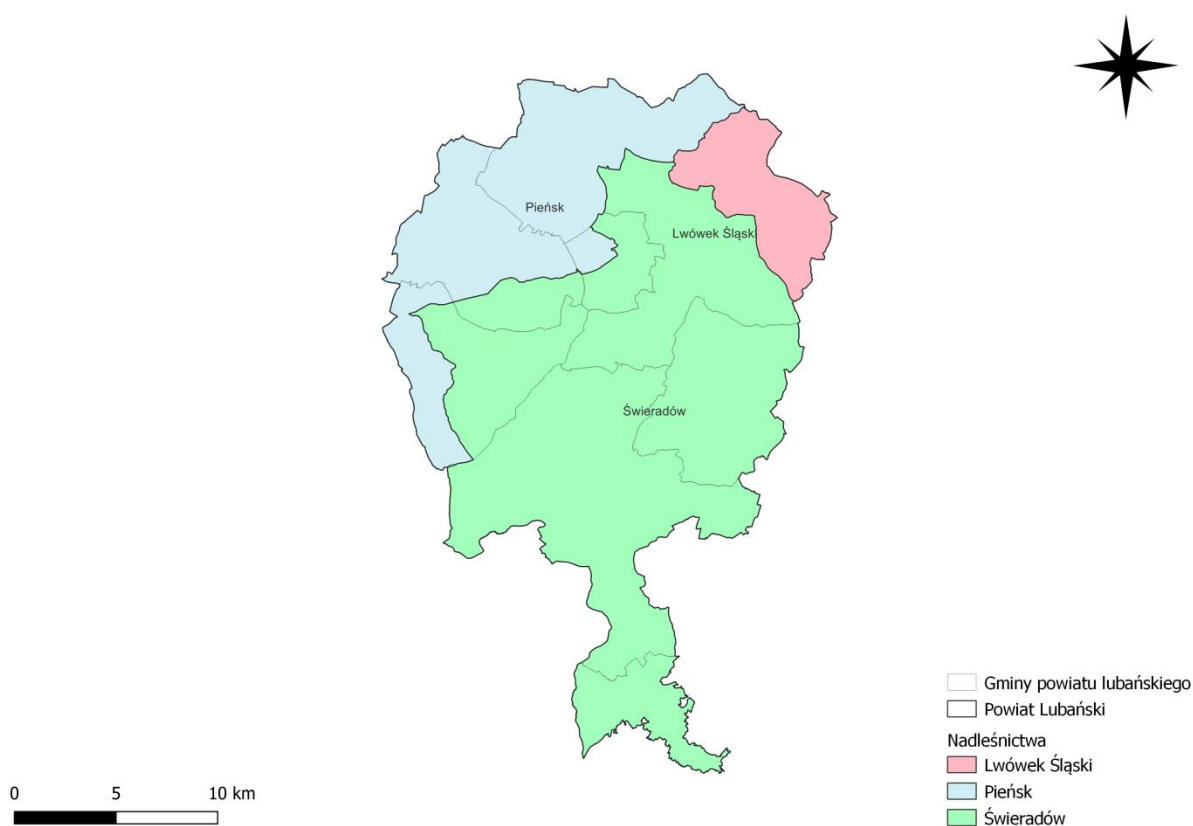 Pieńsk
Lwówek Śląski
Świeradów
Gminy powiatu lubańskiego
Powiat Lubański
Nadleśnictwa
Lwówek Śląski
Pieńsk
Świeradów
0 5 10 km